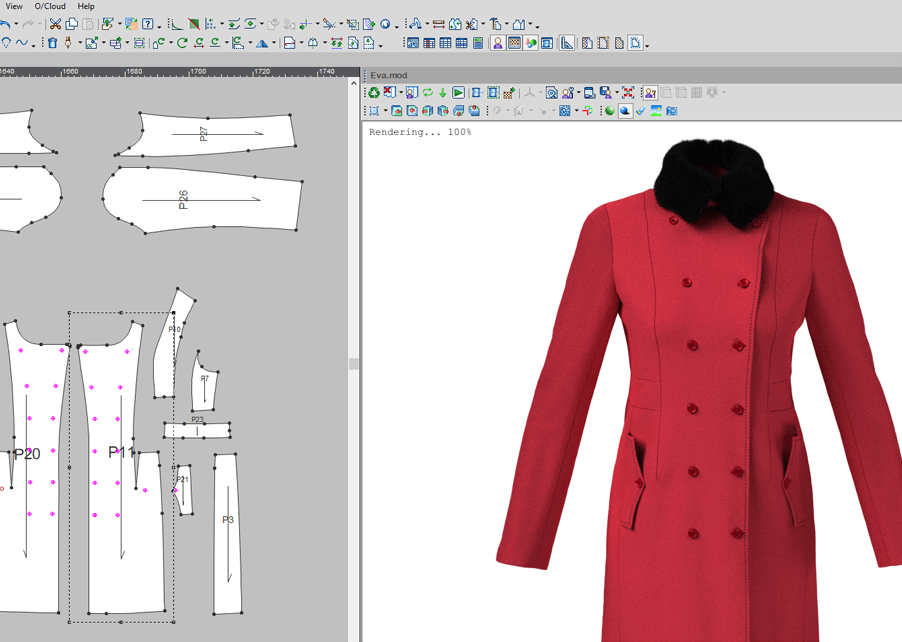 View O/Cloud Help
1640 1660 1680 1700 1720 1740
Eva.mod
Rendering... 100%
P27
P26
P10
P7
P23
P20
P11
P21
P3